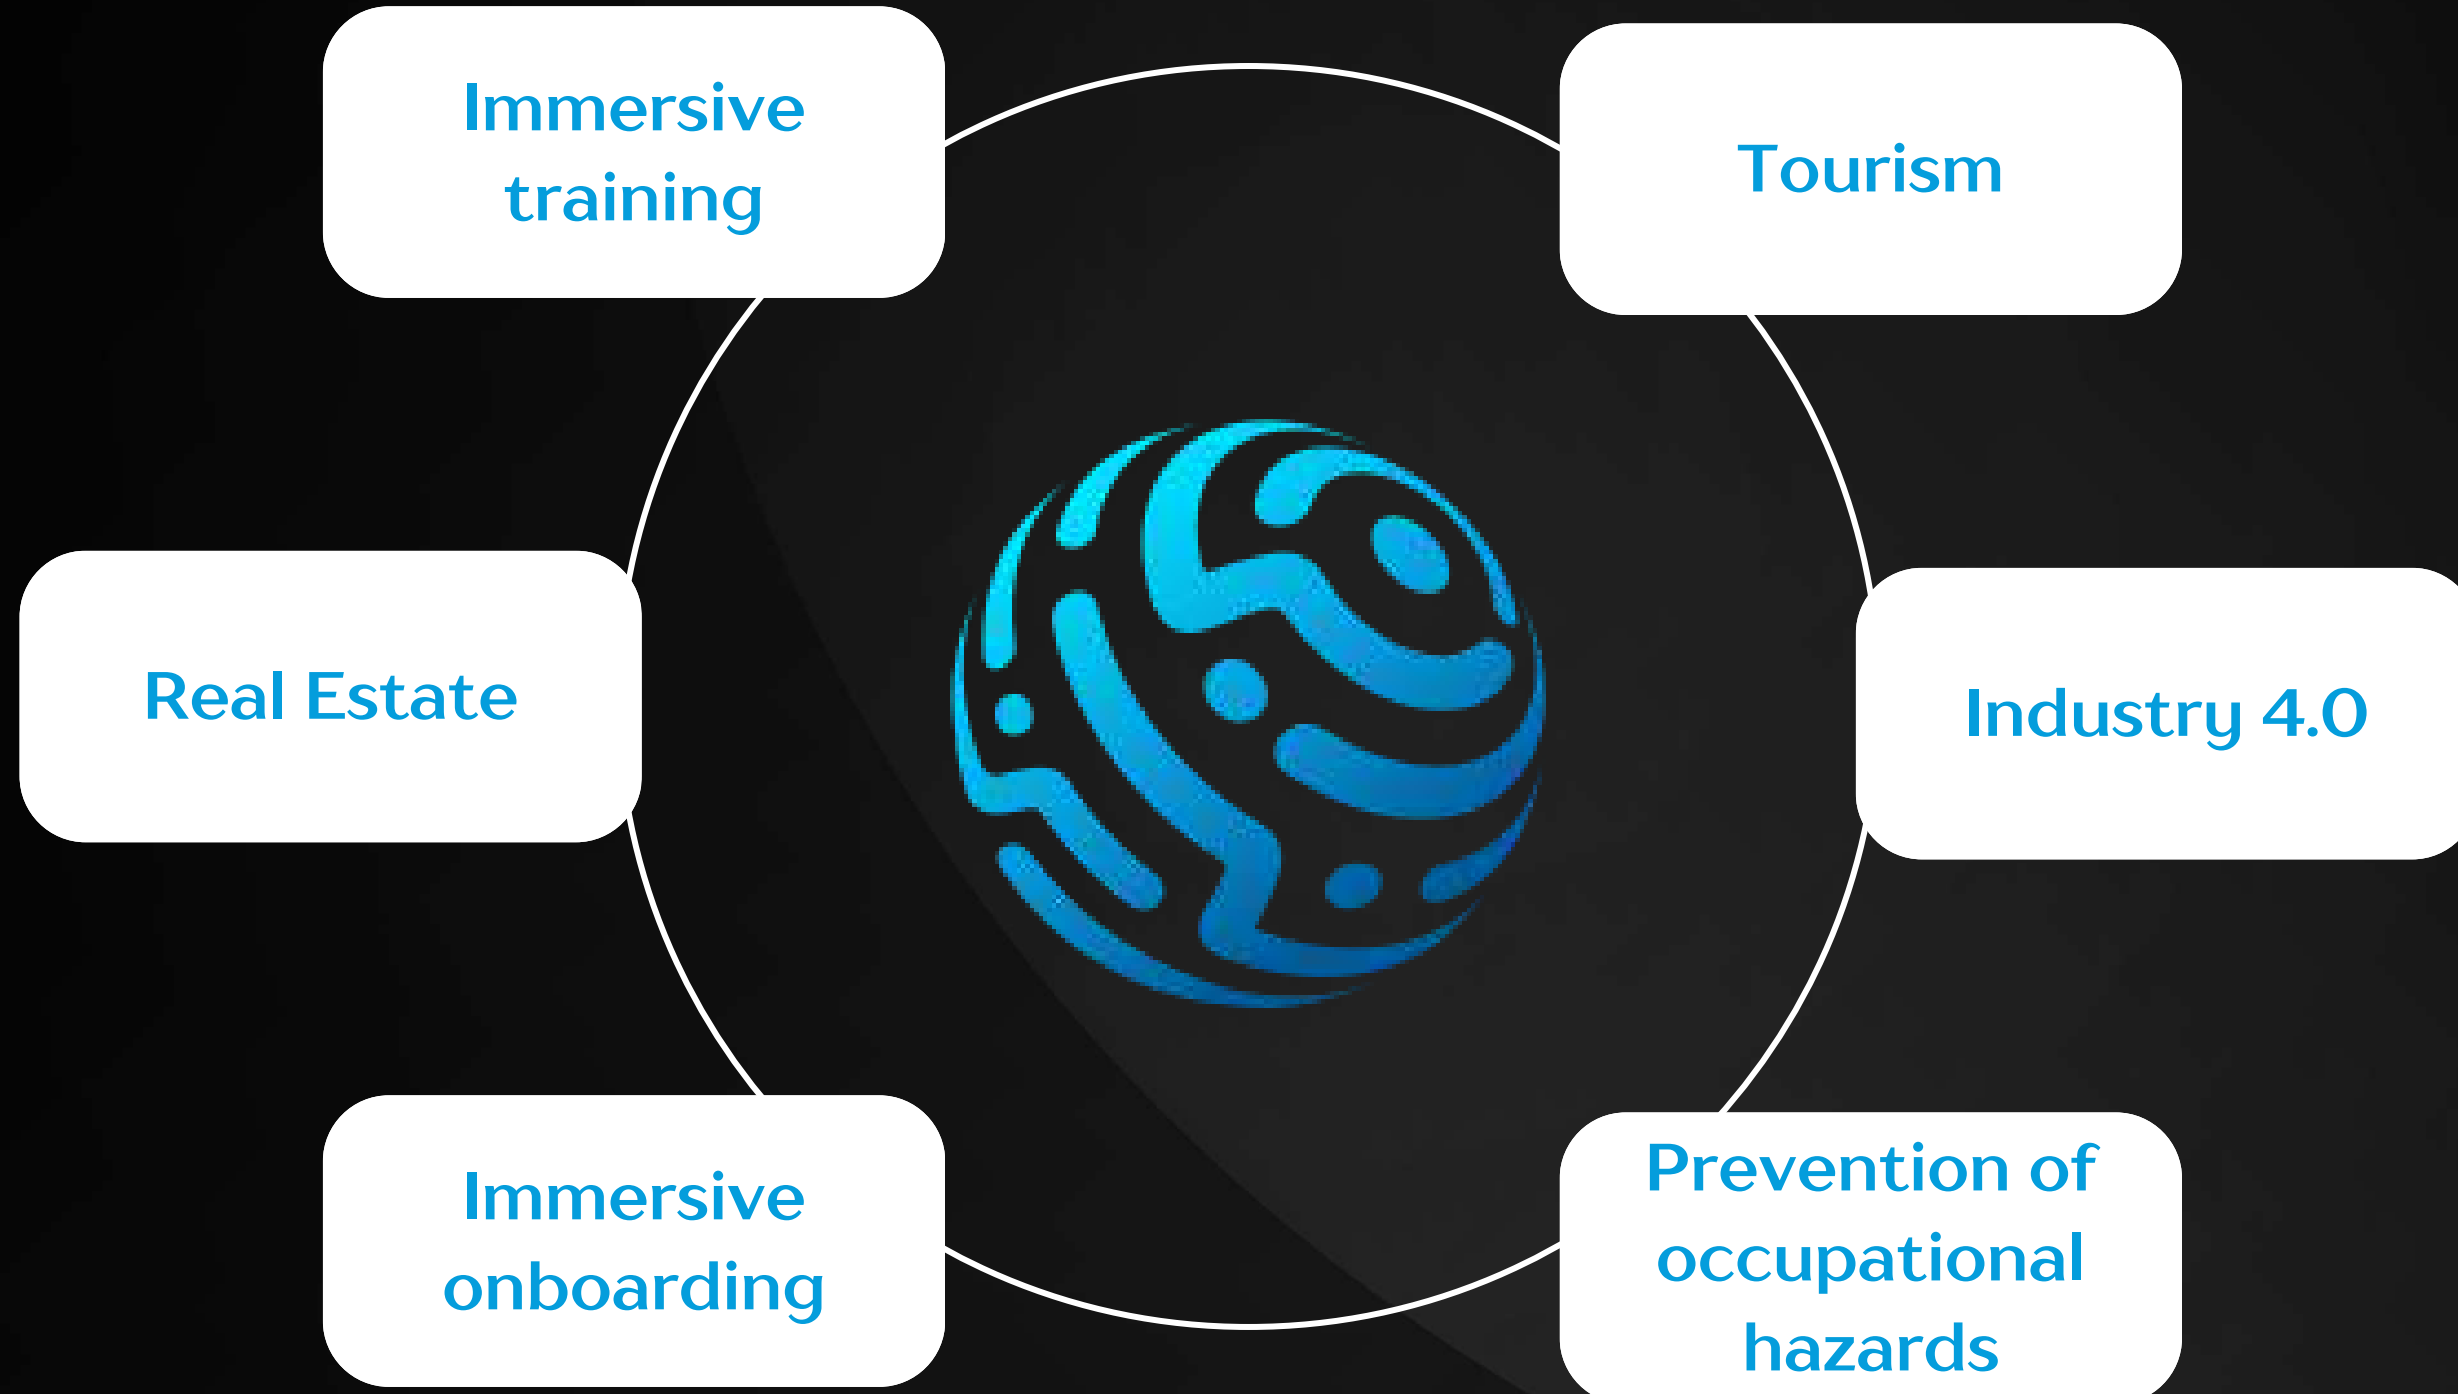 Immersive
training
Tourism
Real Estate
Industry 4.0
Immersive
onboarding
Prevention of
occupational
hazards